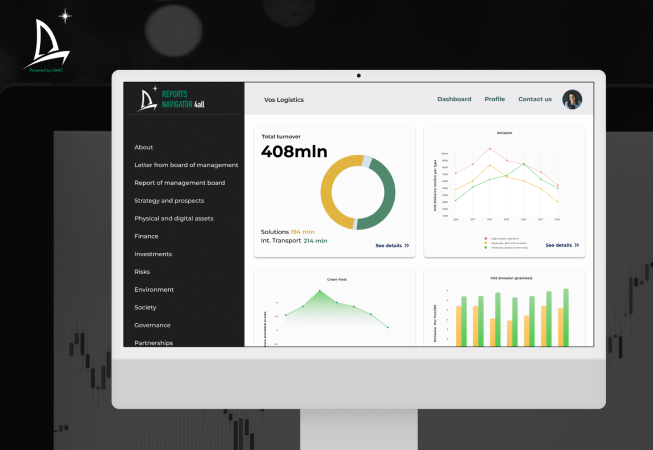 Powered by SAAC
REPORTS
NAVIGATOR 4all
Vos Logistics
Dashboard
Profile
Contact us
About
Letter from board of management
Report of management board
Strategy and prospects
Physical and digital assets
Finance
Investments
Risks
Environment
Society
Governance
Partnerships
Total turnover
408mln
Solutions 194 mln
Int. Transport 214 mln
See details »
Emission
See details »
Green Fleet
CO2 Emission (premises)